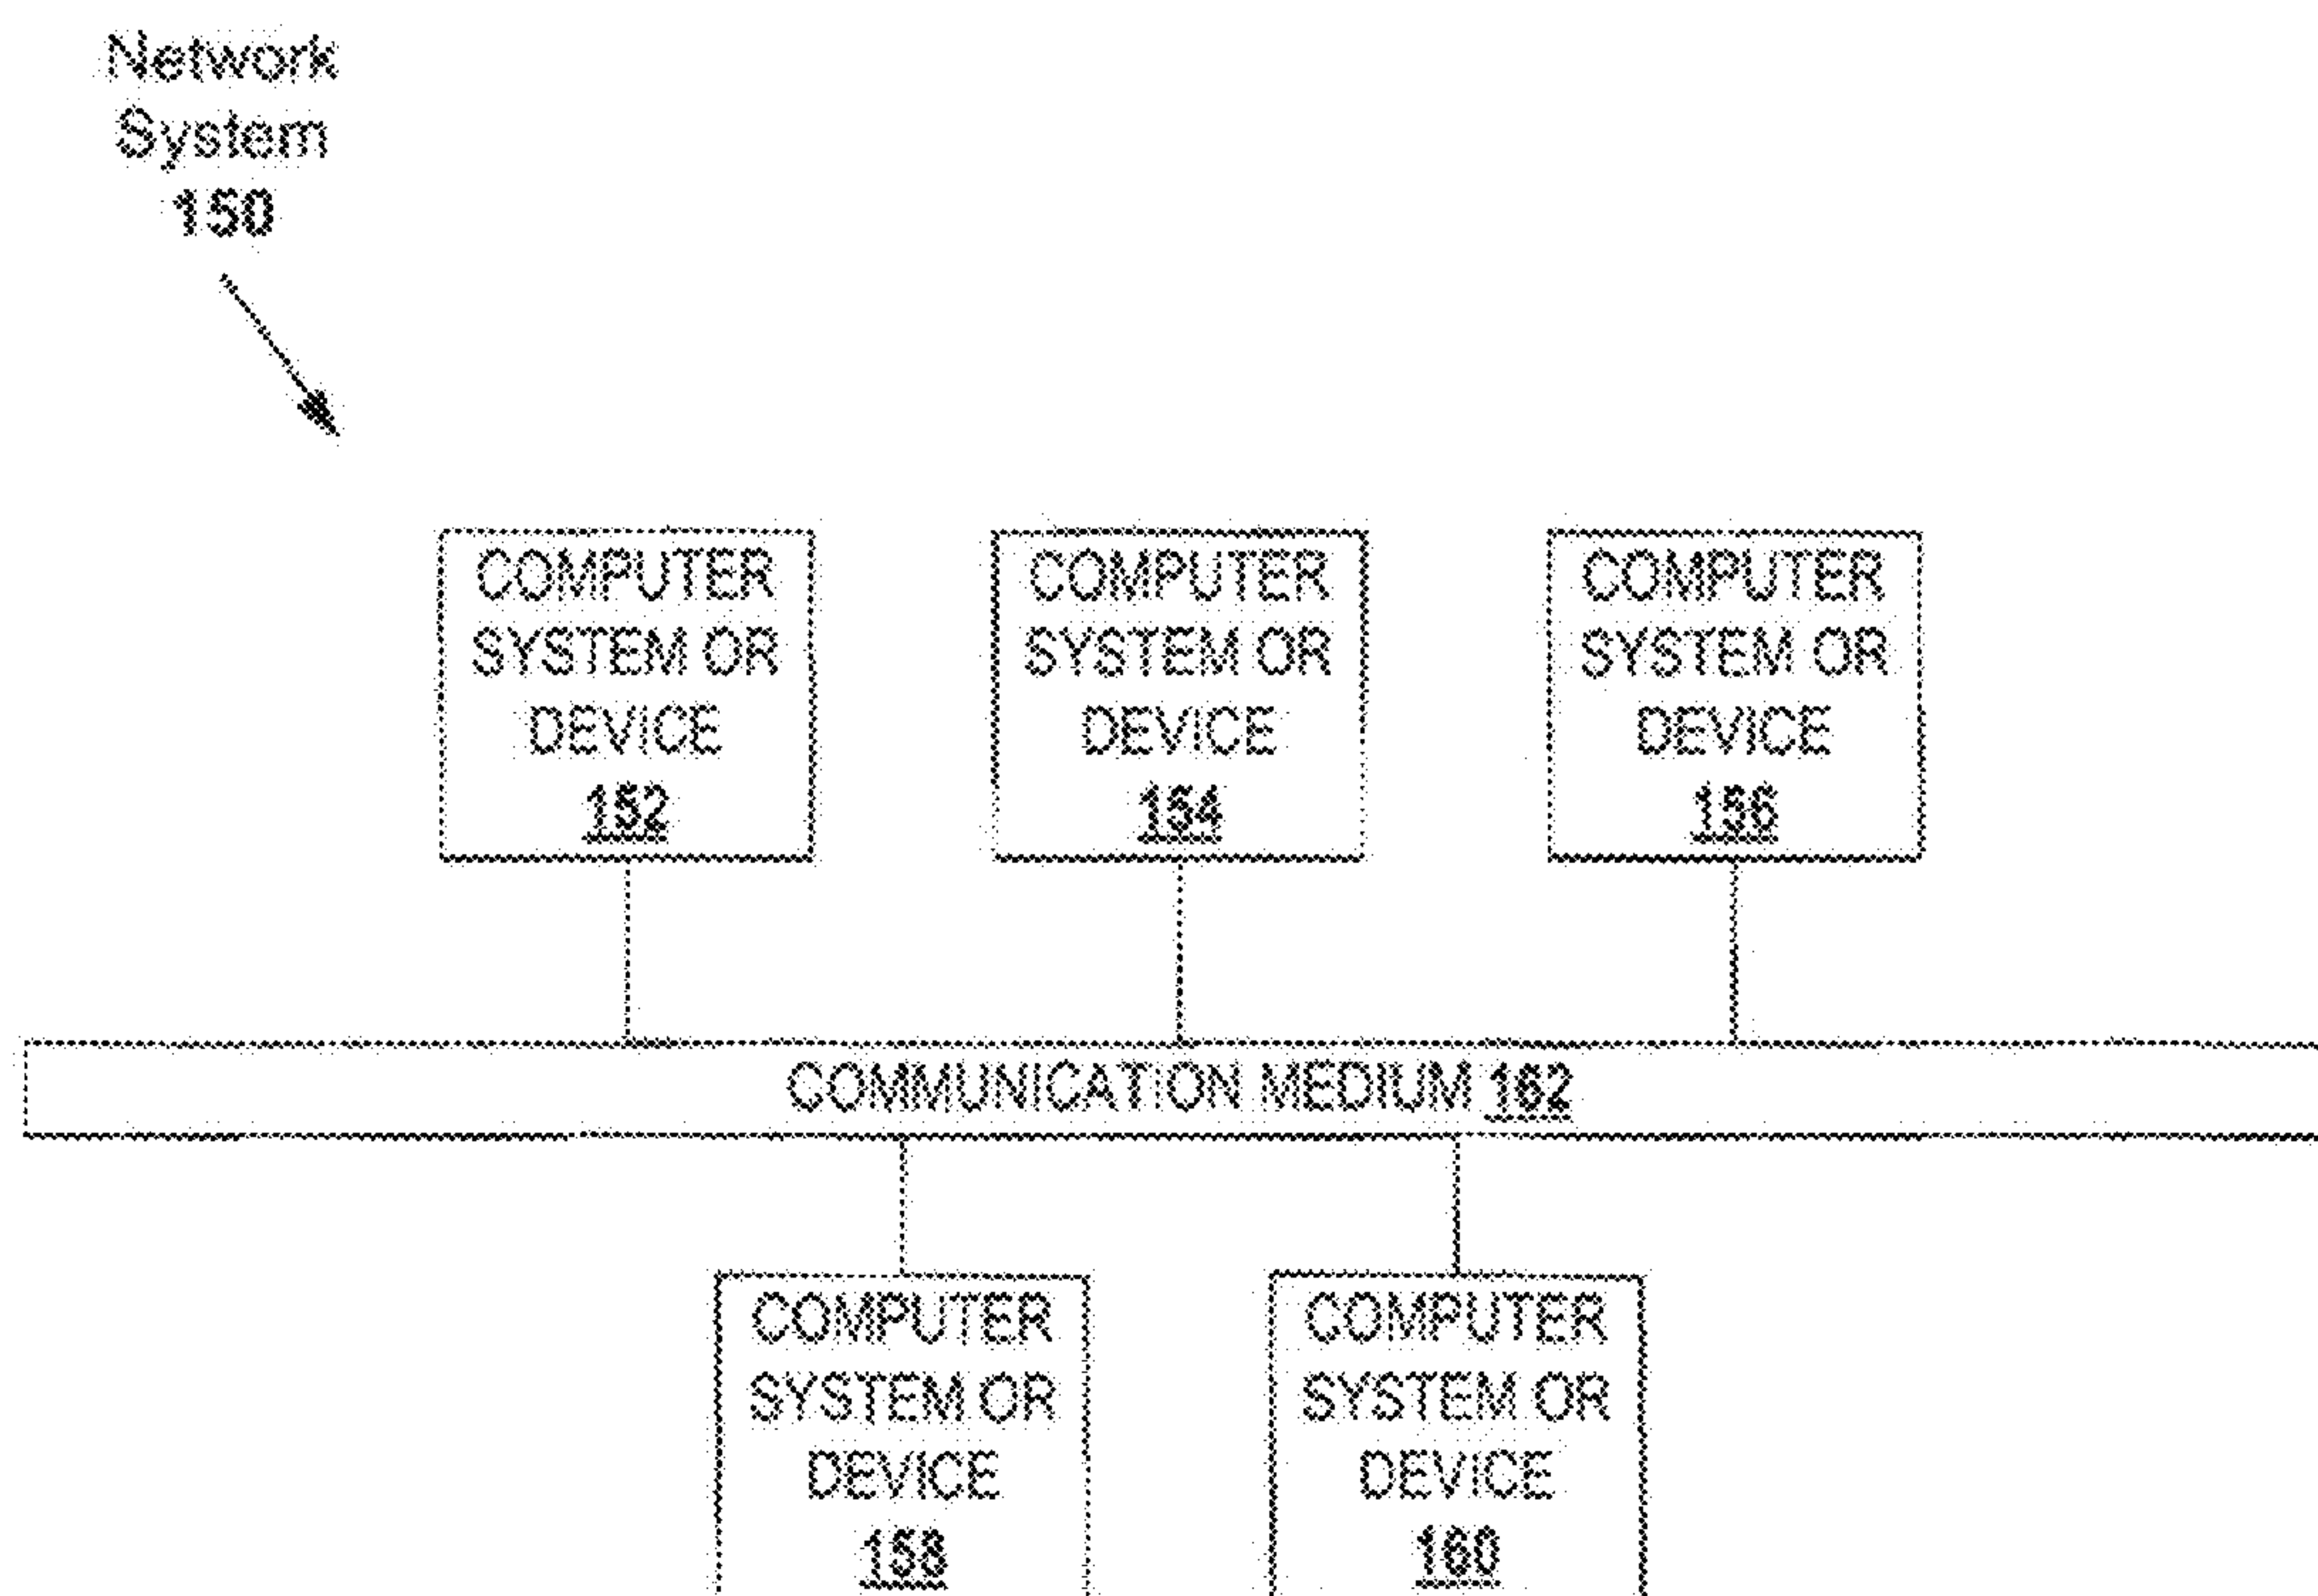 Network
System
150
COMPUTER
SYSTEM OR
DEVICE
152
COMPUTER
SYSTEM OR
DEVICE
154
COMPUTER
SYSTEM OR
DEVICE
156
COMMUNICATION MEDIUM 162
COMPUTER
SYSTEM OR
DEVICE
158
COMPUTER
SYSTEM OR
DEVICE
160